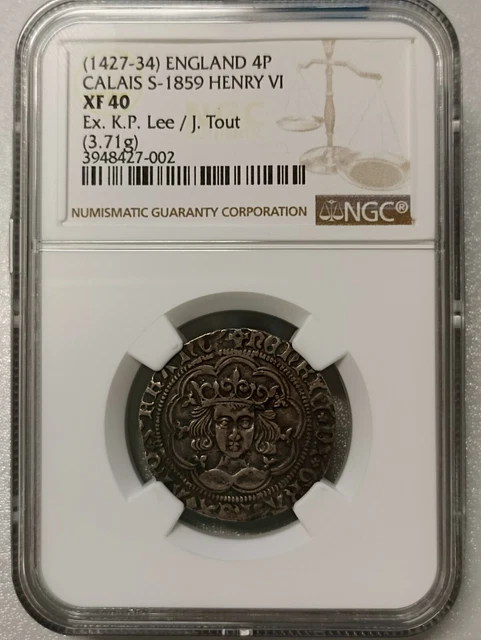 (1427-34) ENGLAND 4P
CALAIS S-1859 HENRY VI
XF 40
Ex. K.P. Lee / J. Tout
(3.71g)
3948427-002
NUMISMATIC GUARANTY CORPORATION
NGC®